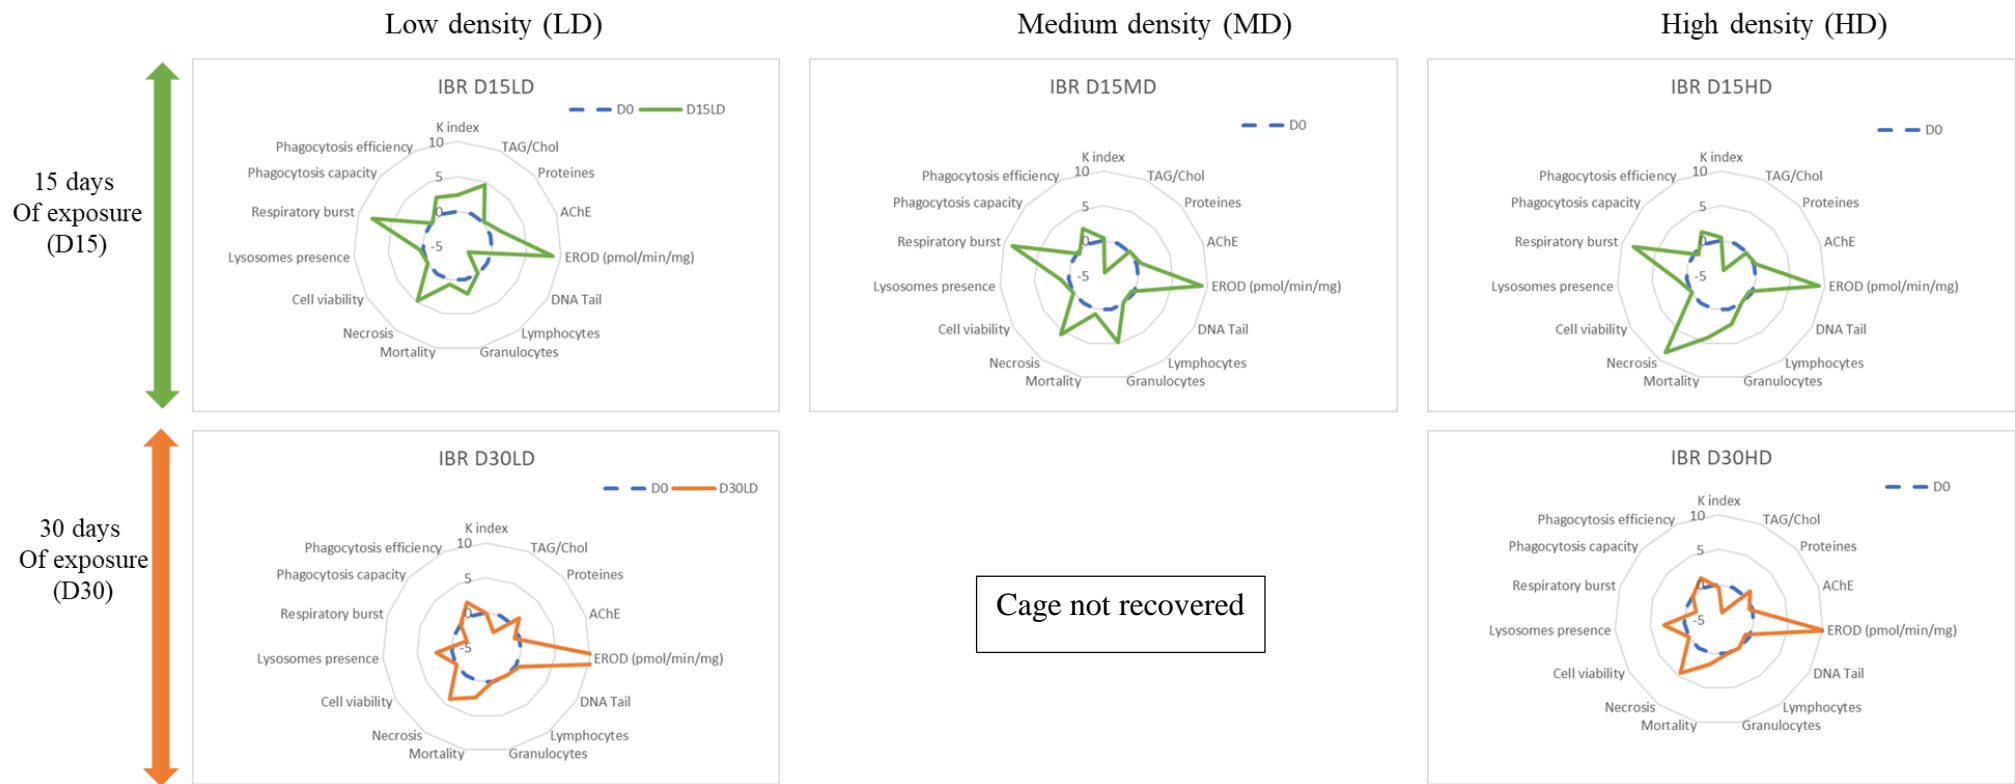 Low density (LD)
Medium density (MD)
High density (HD)
15 days
Of exposure
(D15)
IBR D15LD
D0 D15LD
K index
TAG/Chol
Proteines
AChE
EROD (pmol/min/mg)
DNA Tail
Lymphocytes
Granulocytes
Mortality
Necrosis
Cell viability
Lysosomes presence
Respiratory burst
Phagocytosis capacity
Phagocytosis efficiency
10
5
0
-5
IBR D15MD
D0
K index
TAG/Chol
Proteines
AChE
EROD (pmol/min/mg)
DNA Tail
Lymphocytes
Granulocytes
Mortality
Necrosis
Cell viability
Lysosomes presence
Respiratory burst
Phagocytosis capacity
Phagocytosis efficiency
10
5
0
-5
IBR D15HD
D0
K index
TAG/Chol
Proteines
AChE
EROD (pmol/min/mg)
DNA Tail
Lymphocytes
Granulocytes
Mortality
Necrosis
Cell viability
Lysosomes presence
Respiratory burst
Phagocytosis capacity
Phagocytosis efficiency
10
5
0
-5
30 days
Of exposure
(D30)
IBR D30LD
D0 D30LD
K index
TAG/Chol
Proteines
AChE
EROD (pmol/min/mg)
DNA Tail
Lymphocytes
Granulocytes
Mortality
Necrosis
Cell viability
Lysosomes presence
Respiratory burst
Phagocytosis capacity
Phagocytosis efficiency
10
5
0
-5
Cage not recovered
IBR D30HD
D0
K index
TAG/Chol
Proteines
AChE
EROD (pmol/min/mg)
DNA Tail
Lymphocytes
Granulocytes
Mortality
Necrosis
Cell viability
Lysosomes presence
Respiratory burst
Phagocytosis capacity
Phagocytosis efficiency
10
5
0
-5